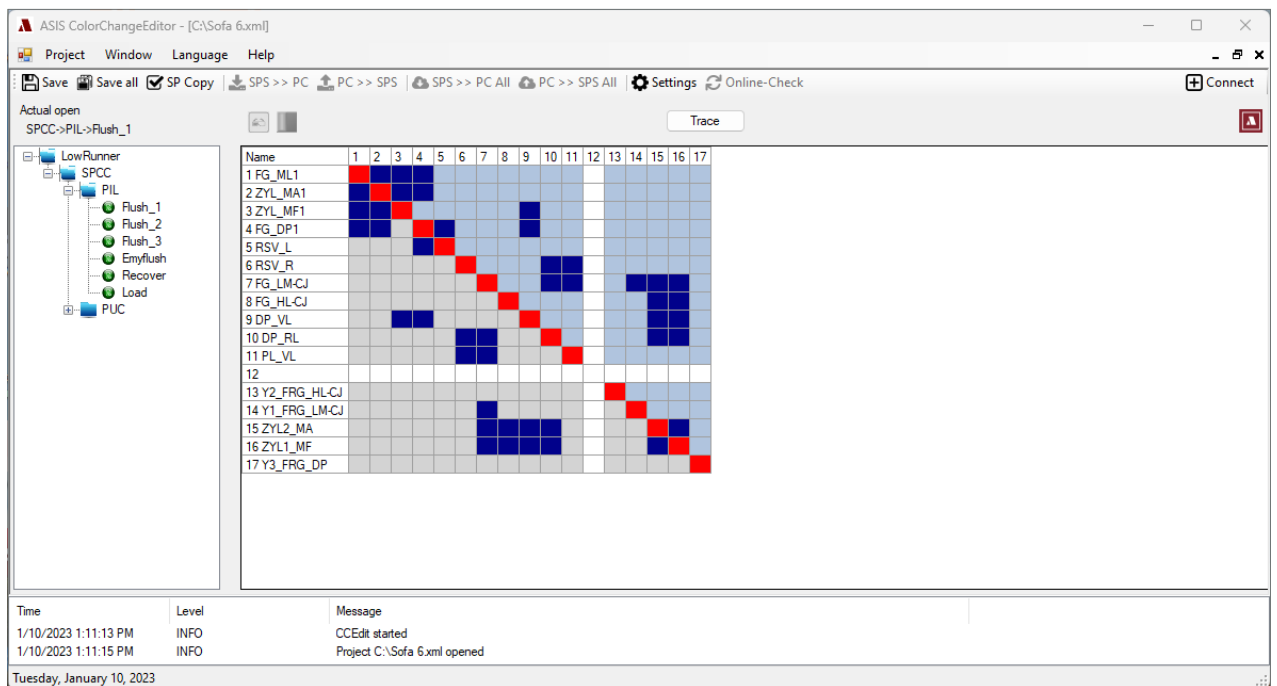 ASIS ColorChangeEditor - [C:\Sofa 6.xml]
Project Window Language Help
Save Save all SP Copy SPS >> PC PC >> SPS SPS >> PC All PC >> SPS All Settings Online-Check Connect
Actual open
SPCC->PIL->Flush_1
Trace
LowRunner
SPCC
PIL
Flush_1
Flush_2
Flush_3
Emyflush
Recover
Load
PUC
Name 1 2 3 4 5 6 7 8 9 10 11 12 13 14 15 16 17
1 FG_ML1
2 ZYL_MA1
3 ZYL_MF1
4 FG_DP1
5 RSV_L
6 RSV_R
7 FG_LM-CJ
8 FG_HL-CJ
9 DP_VL
10 DP_RL
11 PL_VL
12
13 Y2_FRG_HL-CJ
14 Y1_FRG_LM-CJ
15 ZYL2_MA
16 ZYL1_MF
17 Y3_FRG_DP
Time Level Message
1/10/2023 1:11:13 PM INFO CCEdit started
1/10/2023 1:11:15 PM INFO Project C:\Sofa 6.xml opened
Tuesday, January 10, 2023